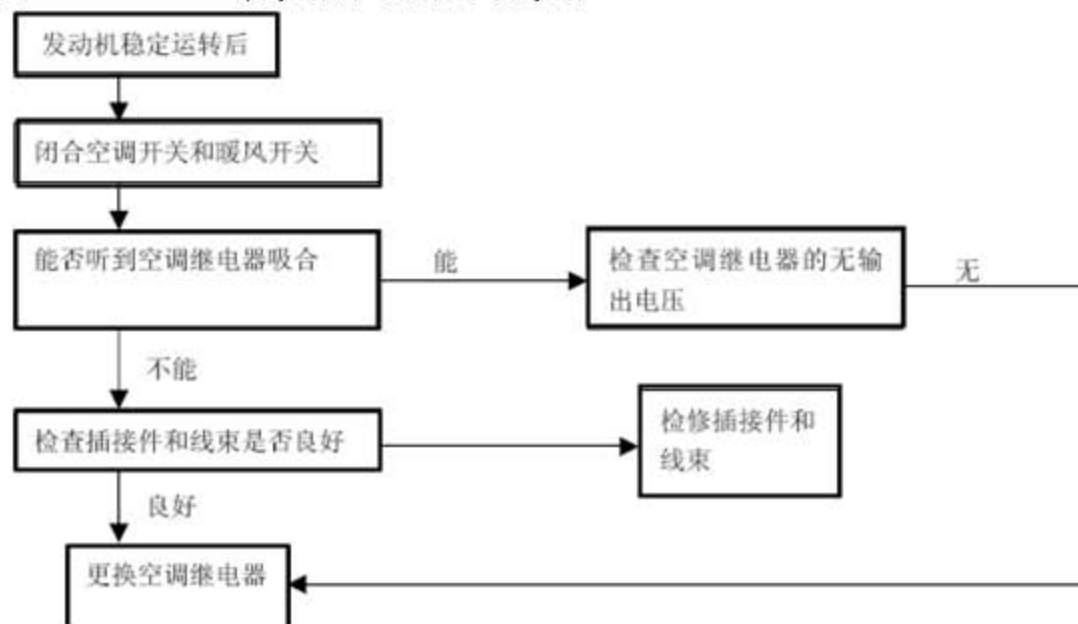 发动机稳定运转后
闭合空调开关和暖风开关
能否听到空调继电器吸合
能
检查空调继电器的无输
出电压
无
不能
检查插接件和线束是否良好
检修插接件和
线束
良好
更换空调继电器